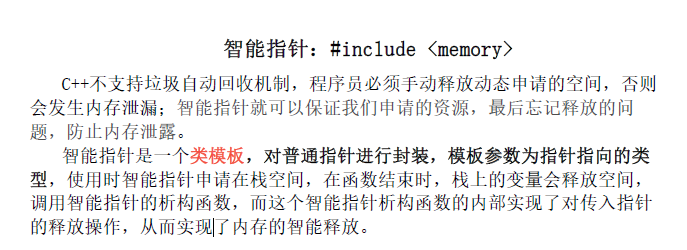 智能指针：#include <memory>
C++不支持垃圾自动回收机制，程序员必须手动释放动态申请的空间，否则
会发生内存泄漏；智能指针就可以保证我们申请的资源，最后忘记释放的问
题，防止内存泄露。
智能指针是一个类模板，对普通指针进行封装，模板参数为指针指向的类
型，使用时智能指针申请在栈空间，在函数结束时，栈上的变量会释放空间，
调用智能指针的析构函数，而这个智能指针析构函数的内部实现了对传入指针
的释放操作，从而实现了内存的智能释放。